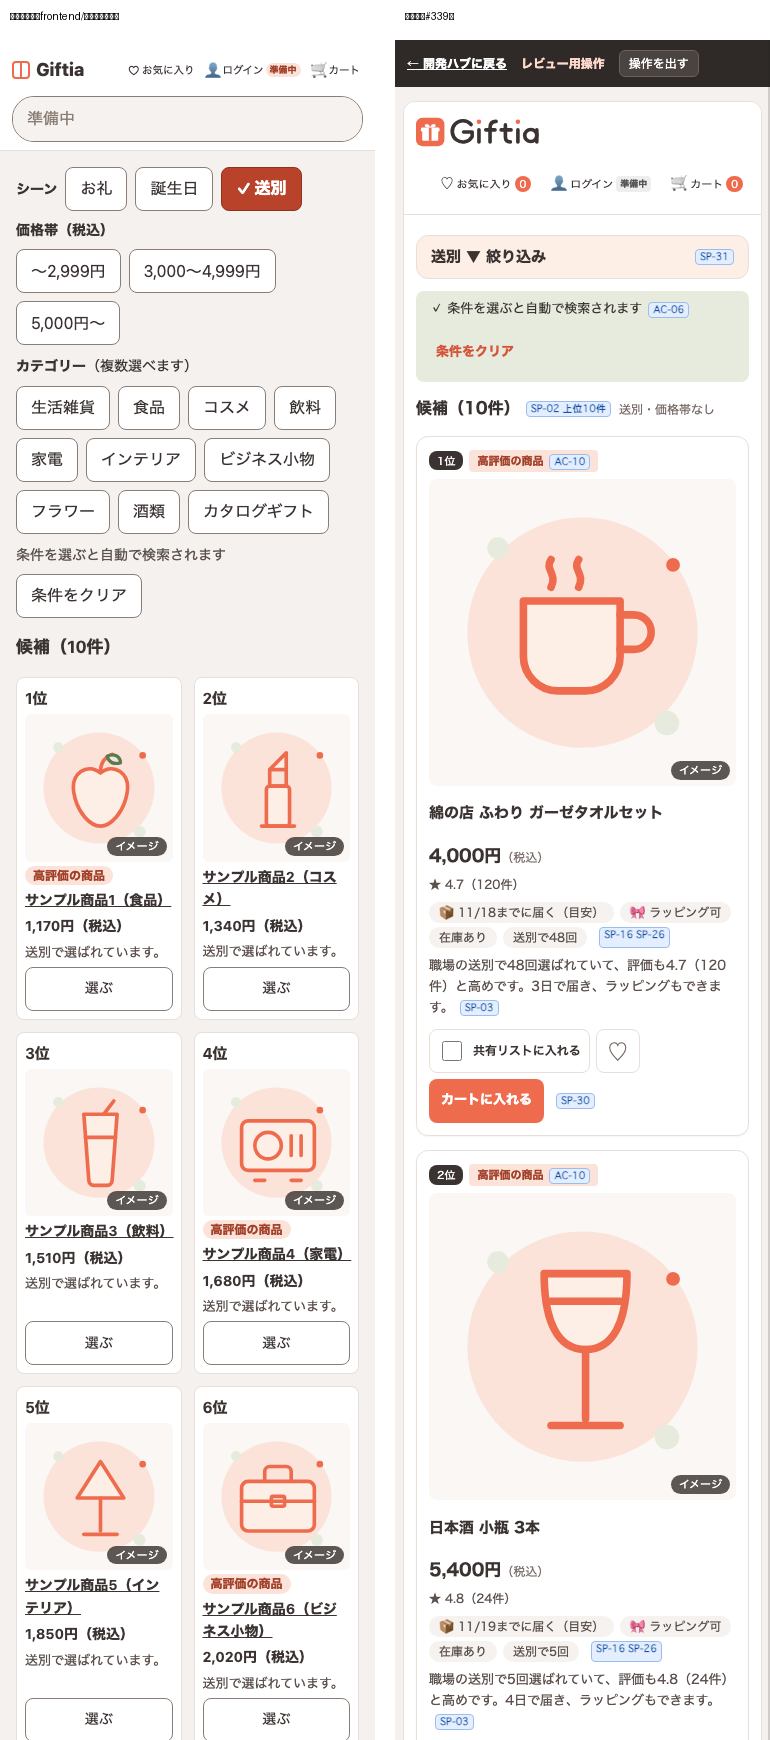 frontend/
Giftia
♡ お気に入り
ログイン 準備中
カート
準備中
シーン
お礼
誕生日
✓ 送別
価格帯（税込）
〜2,999円
3,000〜4,999円
5,000円〜
カテゴリー（複数選べます）
生活雑貨
食品
コスメ
飲料
家電
インテリア
ビジネス小物
フラワー
酒類
カタログギフト
条件を選ぶと自動で検索されます
条件をクリア
候補（10件）
1位
イメージ
高評価の商品
サンプル商品1（食品）
1,170円（税込）
送別で選ばれています。
選ぶ
2位
イメージ
サンプル商品2（コス
メ）
1,340円（税込）
送別で選ばれています。
選ぶ
3位
イメージ
サンプル商品3（飲料）
1,510円（税込）
送別で選ばれています。
選ぶ
4位
イメージ
高評価の商品
サンプル商品4（家電）
1,680円（税込）
送別で選ばれています。
選ぶ
5位
イメージ
サンプル商品5（イン
テリア）
1,850円（税込）
送別で選ばれています。
選ぶ
6位
イメージ
高評価の商品
サンプル商品6（ビジ
ネス小物）
2,020円（税込）
送別で選ばれています。
選ぶ
#339
← 開発ハブに戻る
レビュー用操作
操作を出す
Giftia
♡ お気に入り 0
ログイン 準備中
カート 0
送別 ▼ 絞り込み
SP-31
✓ 条件を選ぶと自動で検索されます AC-06
条件をクリア
候補（10件） SP-02 上位10件 送別・価格帯なし
1位 高評価の商品 AC-10
イメージ
綿の店 ふわり ガーゼタオルセット
4,000円（税込）
★ 4.7（120件）
11/18までに届く（目安）
ラッピング可
在庫あり 送別で48回 SP-16 SP-26
職場の送別で48回選ばれていて、評価も4.7（120
件）と高めです。3日で届き、ラッピングもできま
す。 SP-03
共有リストに入れる
♡
カートに入れる SP-30
2位 高評価の商品 AC-10
イメージ
日本酒 小瓶 3本
5,400円（税込）
★ 4.8（24件）
11/19までに届く（目安）
ラッピング可
在庫あり 送別で5回 SP-16 SP-26
職場の送別で5回選ばれていて、評価も4.8（24件）
と高めです。4日で届き、ラッピングもできます。
SP-03